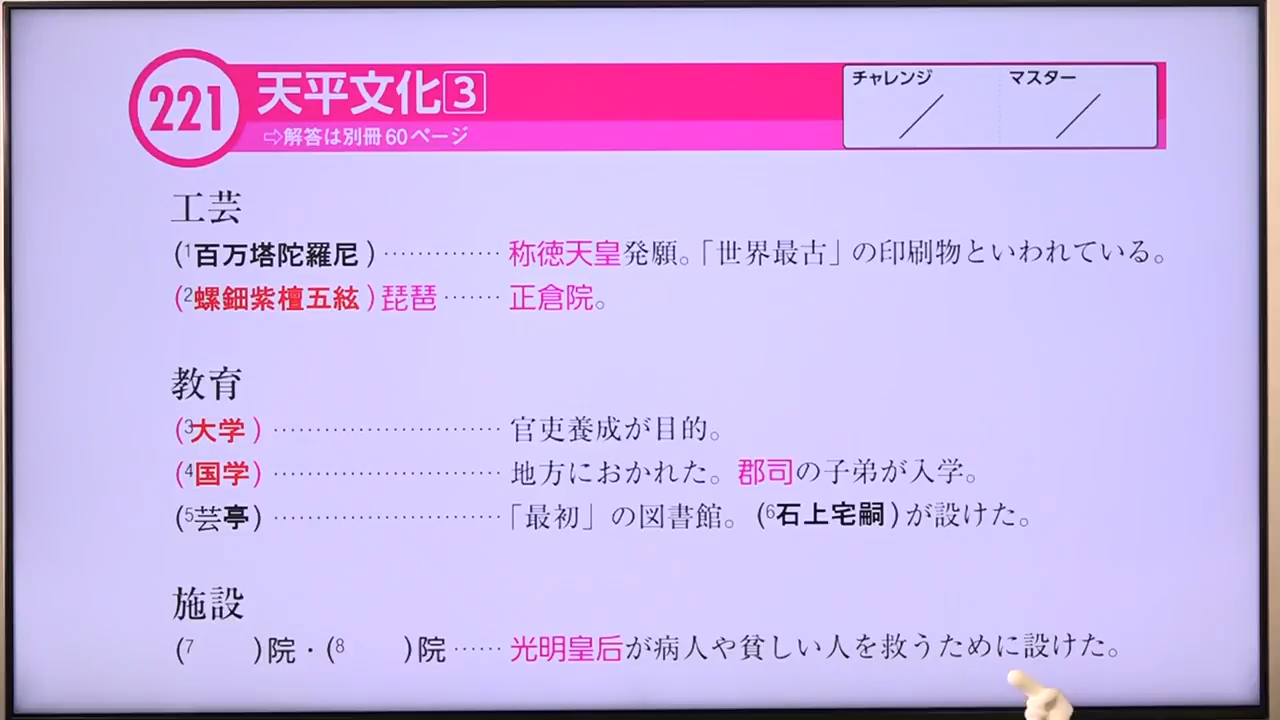 221 天平文化3
⇨解答は別冊60ページ
チャレンジ マスター
工芸
(1百万塔陀羅尼)⋯⋯⋯⋯⋯称徳天皇発願。「世界最古」の印刷物といわれている。
(2螺鈿紫檀五絃)琵琶⋯⋯⋯正倉院。
教育
(3大学)⋯⋯⋯⋯⋯⋯⋯⋯⋯官吏養成が目的。
(4国学)⋯⋯⋯⋯⋯⋯⋯⋯⋯地方におかれた。郡司の子弟が入学。
(5芸亭)⋯⋯⋯⋯⋯⋯⋯⋯⋯「最初」の図書館。(6石上宅嗣)が設けた。
施設
(7 )院・(8 )院⋯⋯光明皇后が病人や貧しい人を救うために設けた。